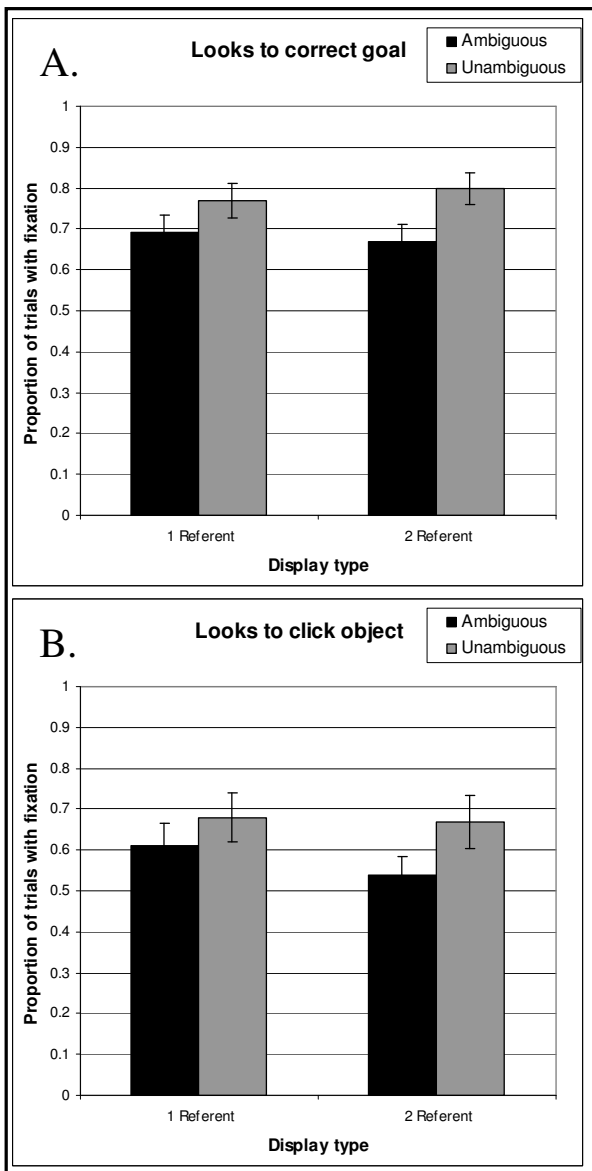 A.
Looks to correct goal
Ambiguous
Unambiguous
Proportion of trials with fixation
1
0.9
0.8
0.7
0.6
0.5
0.4
0.3
0.2
0.1
0
1 Referent
2 Referent
Display type
B.
Looks to click object
Ambiguous
Unambiguous
Proportion of trials with fixation
1
0.9
0.8
0.7
0.6
0.5
0.4
0.3
0.2
0.1
0
1 Referent
2 Referent
Display type